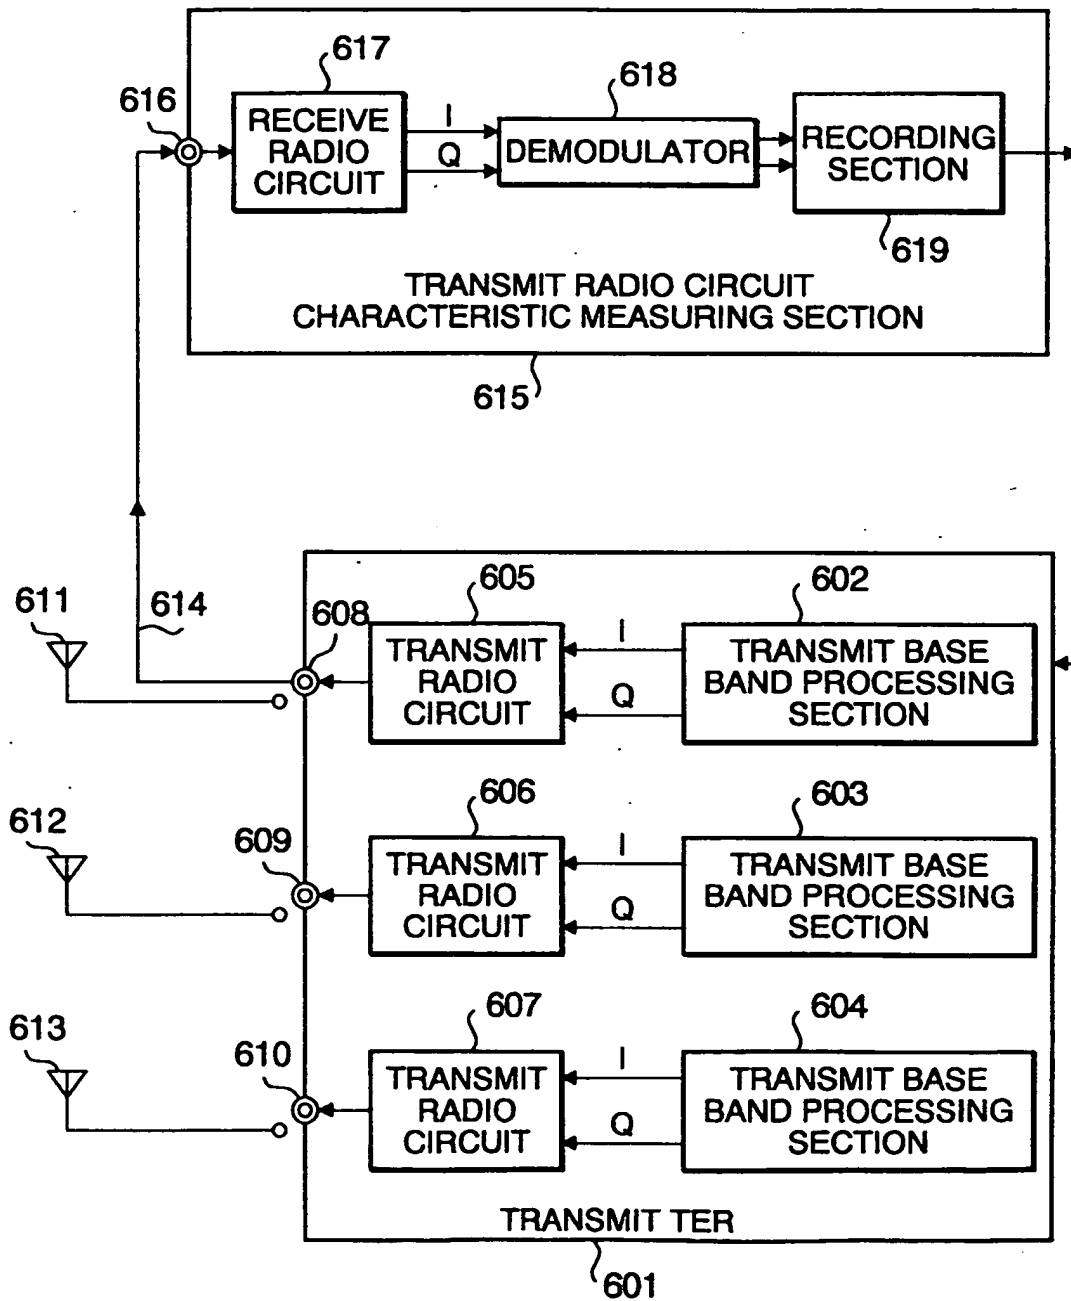 617
618
616
RECEIVE
RADIO
CIRCUIT
I
Q
DEMODULATOR
RECORDING
SECTION
619
TRANSMIT RADIO CIRCUIT
CHARACTERISTIC MEASURING SECTION
615
611
614
608
605
602
TRANSMIT
RADIO
CIRCUIT
I
Q
TRANSMIT BASE
BAND PROCESSING
SECTION
612
609
606
603
TRANSMIT
RADIO
CIRCUIT
I
Q
TRANSMIT BASE
BAND PROCESSING
SECTION
613
610
607
604
TRANSMIT
RADIO
CIRCUIT
I
Q
TRANSMIT BASE
BAND PROCESSING
SECTION
TRANSMIT TER
601